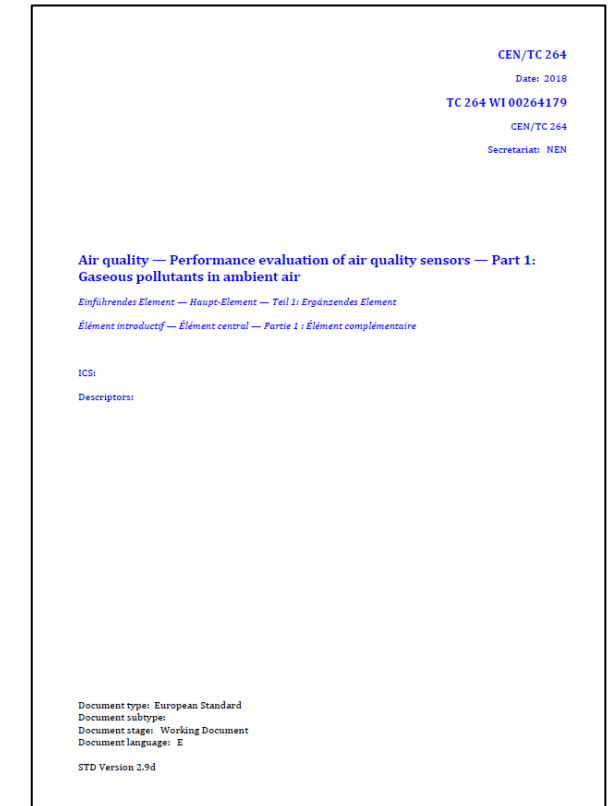 CEN/TC 264
Date: 2018
TC 264 WI 00264179
CEN/TC 264
Secretariat: NEN
Air quality — Performance evaluation of air quality sensors — Part 1:
Gaseous pollutants in ambient air
Einführendes Element — Haupt-Element — Teil 1: Ergänzendes Element
Élément introductif — Élément central — Partie 1 : Élément complémentaire
ICS:
Descriptors:
Document type: European Standard
Document subtype:
Document stage: Working Document
Document language: E
STD Version 2.9d